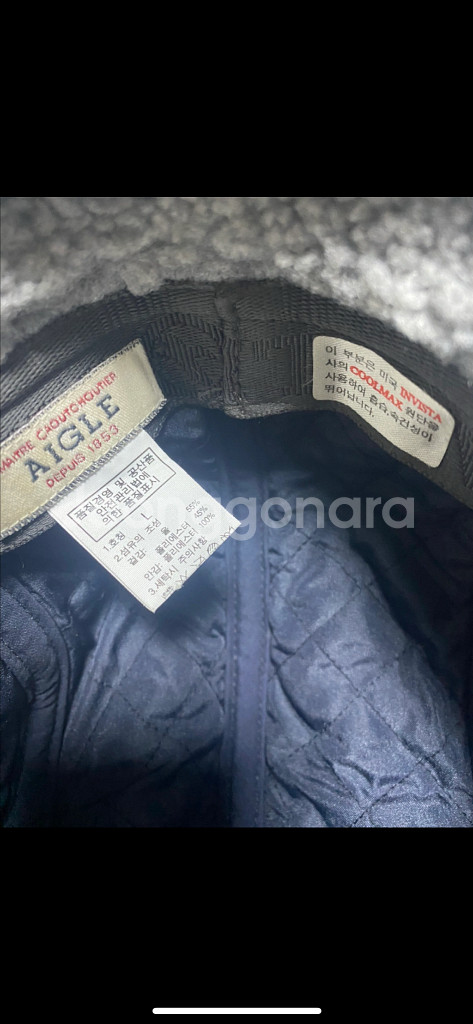 MAITRE CAOUTCHOUTIER
AIGLE
DEPUIS 1853
품질경영 및 공산품
안전관리법에
의한 품질표시
1.호칭 L
2.섬유의 조성
겉감: 폴리에스터 55%
울 45%
안감: 폴리에스터 100%
3.세탁시 주의사항
이 부분은 미국 INVISTA
사의 COOLMAX 원단을
사용하여 흡습,속건성이
뛰어납니다.